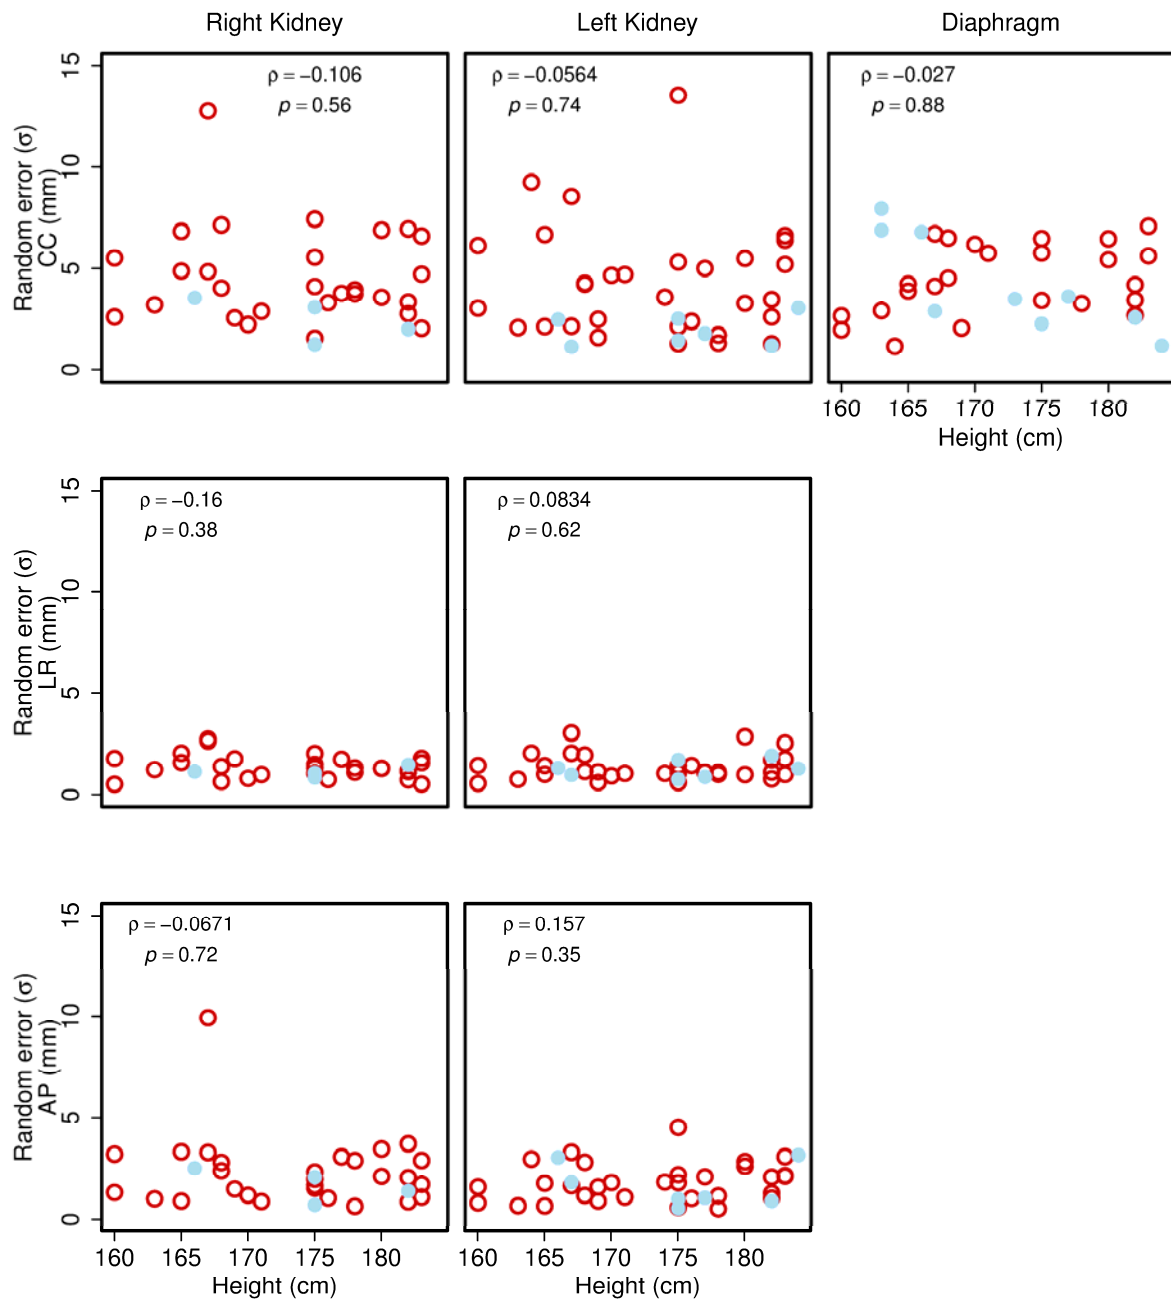 Right Kidney Left Kidney Diaphragm
Random error (σ)
CC (mm)
15
10
5
0
ρ = −0.106
p = 0.56
ρ = −0.0564
p = 0.74
ρ = −0.027
p = 0.88
160 165 170 175 180
Height (cm)
Random error (σ)
LR (mm)
15
10
5
0
ρ = −0.16
p = 0.38
ρ = 0.0834
p = 0.62
Random error (σ)
AP (mm)
15
10
5
0
ρ = −0.0671
p = 0.72
ρ = 0.157
p = 0.35
160 165 170 175 180
Height (cm)
160 165 170 175 180
Height (cm)